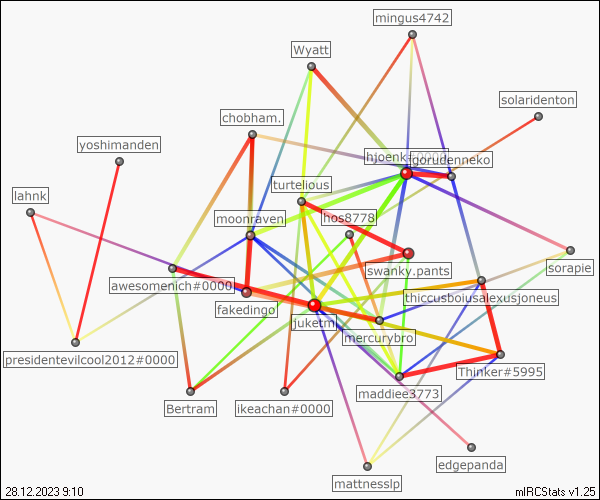 mingus4742
Wyatt
solaridenton
chobham.
yoshimanden
gorudenneko
turtelious
lahnk
hos8778
moonraven
sorapie
swanky.pants
awesomenich#0000
thiccusboiusalexusjoneus
fakedingo
juketm
mercurybro
presidentevilcool2012#0000
Thinker#5995
maddiee3773
Bertram
ikeachan#0000
edgepanda
mattnesslp
28.12.2023 9:10
mIRCStats v1.25